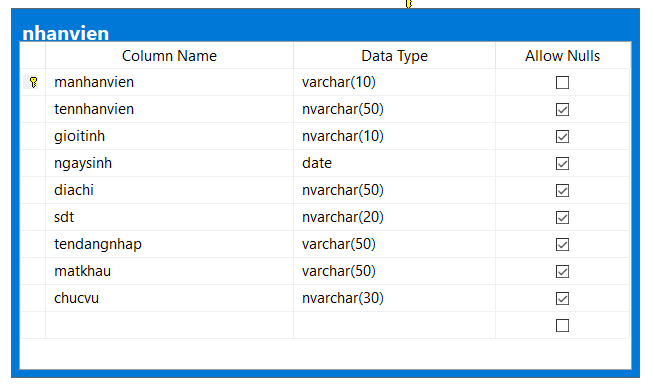 nhanvien
Column Name Data Type Allow Nulls
manhanvien varchar(10)
tennhanvien nvarchar(50)
gioitinh nvarchar(10)
ngaysinh date
diachi nvarchar(50)
sdt nvarchar(20)
tendangnhap varchar(50)
matkhau varchar(50)
chucvu nvarchar(30)